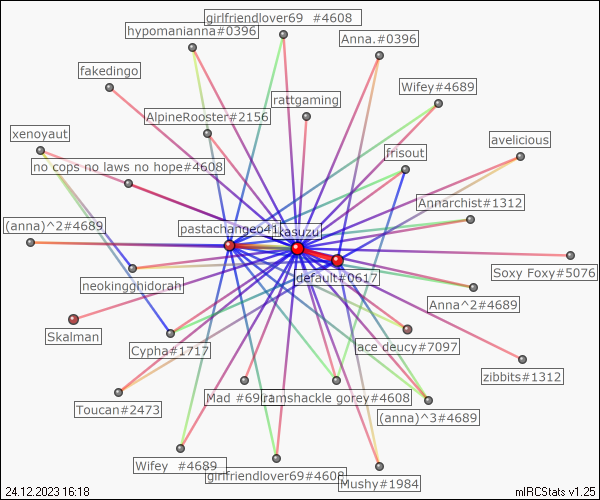 girlfriendlover69  #4608
hypomanianna#0396
Anna.#0396
fakedingo
Wifey#4689
rattgaming
AlpineRooster#2156
xenoyaut
frisout
avelicious
no cops no laws no hope#4608
Annarchist#1312
(anna)^2#4689
pastachangeo41
kasuzu
Soxy Foxy#5076
default#0617
neokingghidorah
Anna^2#4689
Skalman
Cypha#1717
ace deucy#7097
zibbits#1312
Mad #69
ramshackle gorey#4608
Toucan#2473
(anna)^3#4689
Wifey  #4689
girlfriendlover69#4608
Mushy#1984
24.12.2023 16:18
mIRCStats v1.25